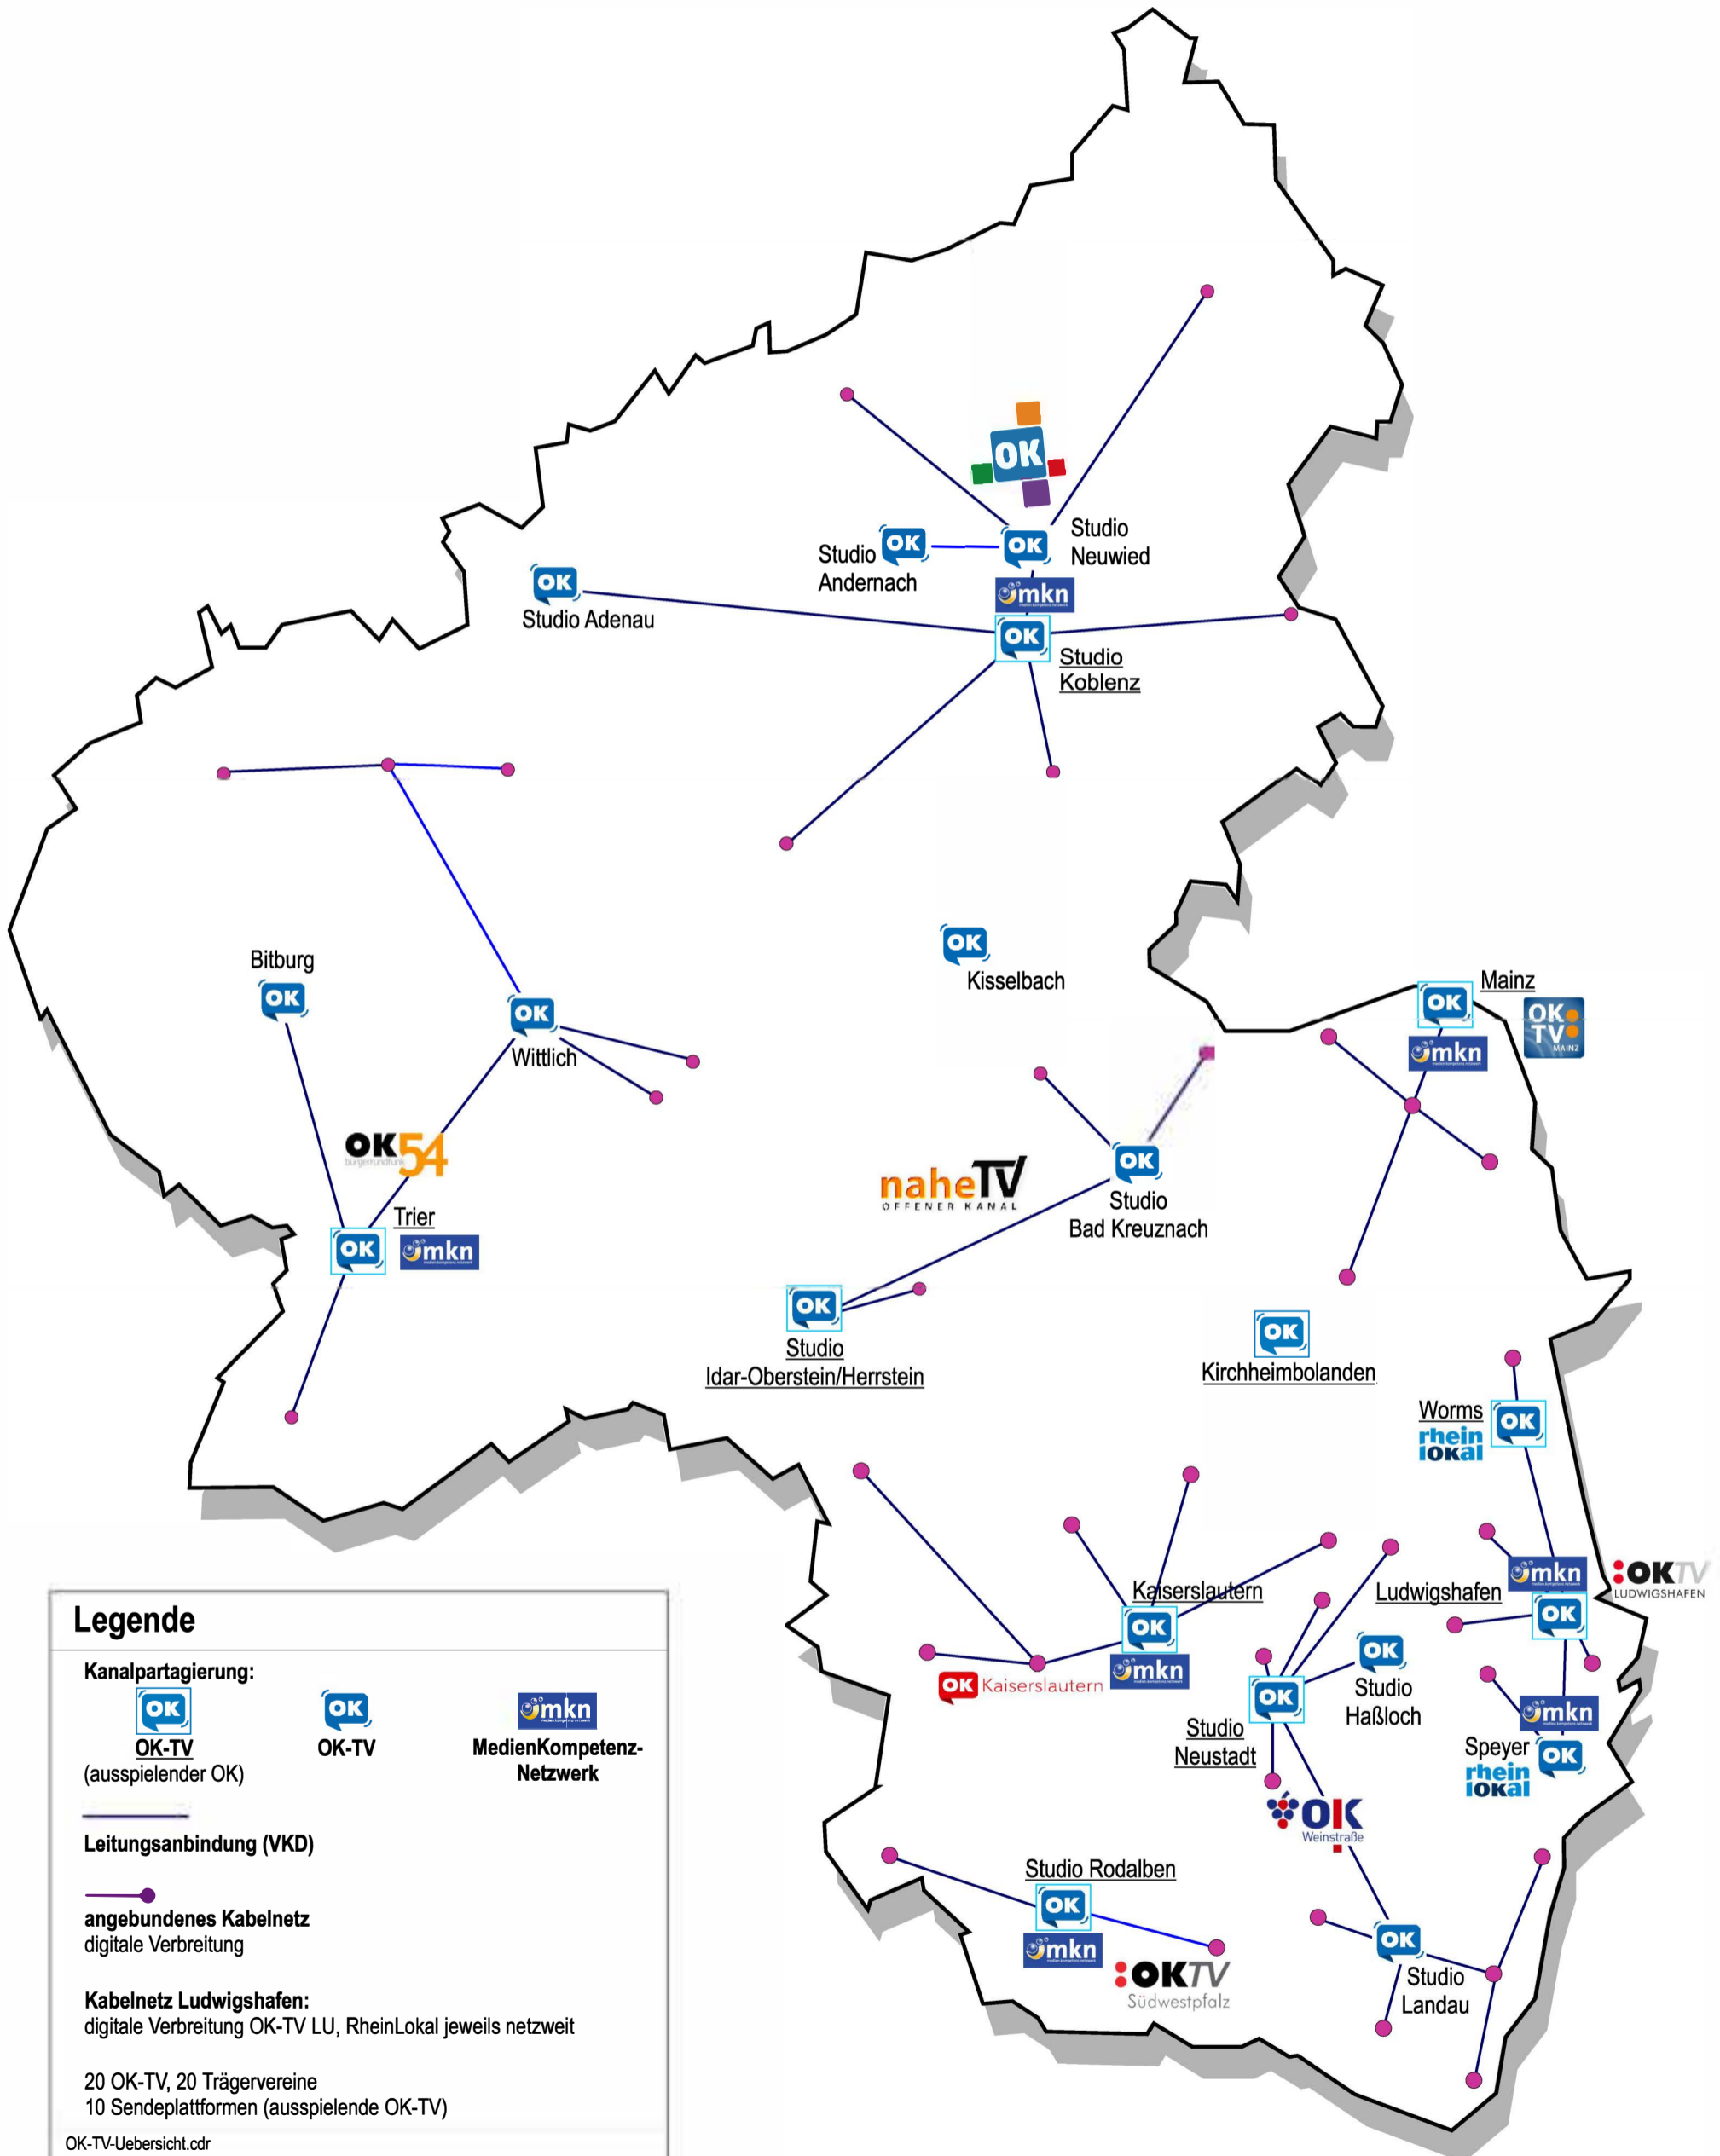 OK
OK
Studio
Neuwied
OK
Studio
Andernach
OK
Studio Adenau
mkn
OK
Studio
Koblenz
OK
Kisselbach
Bitburg
OK
OK
Wittlich
OK54
bürgerrundfunk
Trier
OK
mkn
Mainz
OK
OK
TV
MAINZ
mkn
naheTV
OFFENER KANAL
OK
Studio
Bad Kreuznach
OK
Studio
Idar-Oberstein/Herrstein
OK
Kirchheimbolanden
Worms
OK
rhein
lOKal
Kaiserslautern
OK
mkn
OK Kaiserslautern
mkn
:OKTV
LUDWIGSHAFEN
Ludwigshafen
OK
OK
Studio
Haßloch
OK
Studio
Neustadt
mkn
Speyer
OK
rhein
lOKal
OK
Weinstraße
Studio Rodalben
OK
mkn
:OKTV
Südwestpfalz
OK
Studio
Landau
Legende
Kanalpartagierung:
OK
OK
mkn
OK-TV
OK-TV
MedienKompetenz-
Netzwerk
(ausspielender OK)
Leitungsanbindung (VKD)
angebundenes Kabelnetz
digitale Verbreitung
Kabelnetz Ludwigshafen:
digitale Verbreitung OK-TV LU, RheinLokal jeweils netzweit
20 OK-TV, 20 Trägervereine
10 Sendeplattformen (ausspielende OK-TV)
OK-TV-Uebersicht.cdr